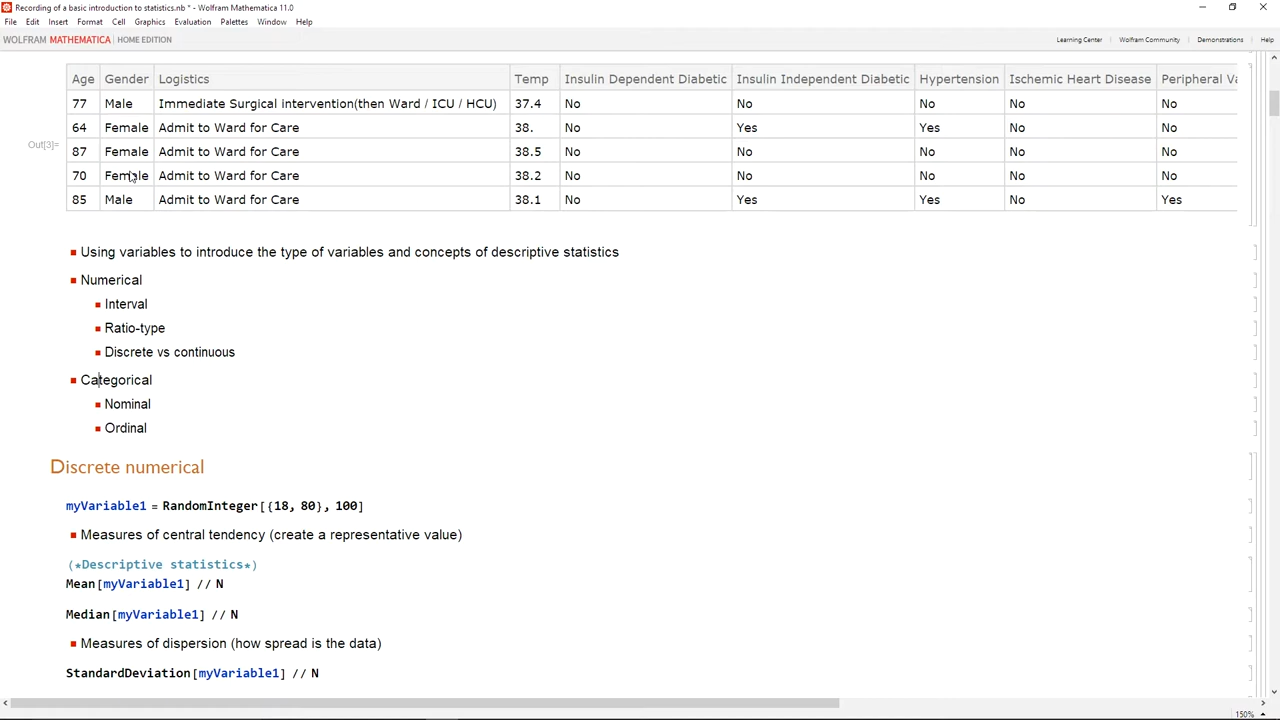 Recording of a basic introduction to statistics.nb * - Wolfram Mathematica 11.0
File Edit Insert Format Cell Graphics Evaluation Palettes Window Help
WOLFRAM MATHEMATICA | HOME EDITION Learning Center | Wolfram Community | Demonstrations | Help
Age Gender Logistics Temp Insulin Dependent Diabetic Insulin Independent Diabetic Hypertension Ischemic Heart Disease Peripheral Va
77 Male Immediate Surgical intervention(then Ward / ICU / HCU) 37.4 No No No No No
64 Female Admit to Ward for Care 38. No Yes Yes No No
Out[3]=
87 Female Admit to Ward for Care 38.5 No No No No No
70 Female Admit to Ward for Care 38.2 No No No No No
85 Male Admit to Ward for Care 38.1 No Yes Yes No Yes
Using variables to introduce the type of variables and concepts of descriptive statistics
Numerical
Interval
Ratio-type
Discrete vs continuous
Categorical
Nominal
Ordinal
Discrete numerical
myVariable1 = RandomInteger[{18, 80}, 100]
Measures of central tendency (create a representative value)
(*Descriptive statistics*)
Mean[myVariable1] // N
Median[myVariable1] // N
Measures of dispersion (how spread is the data)
StandardDeviation[myVariable1] // N
150%